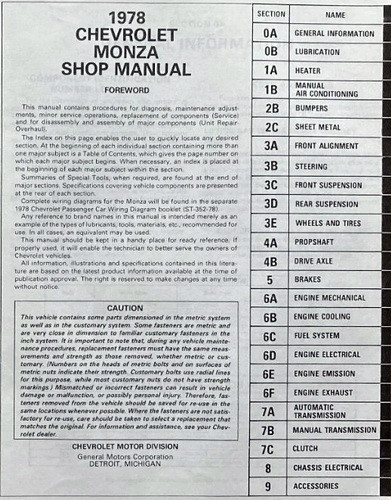 1978
CHEVROLET
MONZA
SHOP MANUAL
FOREWORD
This manual contains procedures for diagnosis, maintenance adjust-
ments, minor service operations, replacement of components (Service)
and for disassembly and assembly of major components (Unit Repair-
Overhaul).
The Index on this page enables the user to quickly locate any desired
section. At the beginning of each individual section containing more than
one major subject is a Table of Contents, which gives the page number on
which each major subject begins. When necessary, an index is placed at
the beginning of each major subject within the section.
Summaries of Special Tools, when required, are found at the end of
major sections. Specifications covering vehicle components are presented
at the rear of each section.
Complete wiring diagrams for the Monza will be found in the separate
1978 Chevrolet Passenger Car Wiring Diagram booklet (ST-352-78).
Any reference to brand names in this manual is intended merely as an
example of the types of lubricants, tools, materials, etc., recommended for
use. In all cases, an equivalent may be used.
This manual should be kept in a handy place for ready reference. If
properly used, it will enable the technician to better serve the owners of
Chevrolet vehicles.
All information, illustrations and specifications contained in this litera-
ture are based on the latest product information available at the time of
publication approval. The right is reserved to make changes at any time
without notice.
CAUTION
This vehicle contains some parts dimensioned in the metric system
as well as in the customary system. Some fasteners are metric and
are very close in dimension to familiar customary fasteners in the
inch system. It is important to note that, during any vehicle mainte-
nance procedures, replacement fasteners must have the same meas-
urements and strength as those removed, whether metric or cus-
tomary. (Numbers on the heads of metric bolts and on surfaces of
metric nuts indicate their strength. Customary bolts use radial lines
for this purpose, while most customary nuts do not have strength
markings.) Mismatched or incorrect fasteners can result in vehicle
damage or malfunction, or possibly personal injury. Therefore, fas-
teners removed from the vehicle should be saved for re-use in the
same locations whenever possible. Where the fasteners are not satis-
factory for re-use, care should be taken to select a replacement that
matches the original. For information and assistance, see your Chev-
rolet dealer.
CHEVROLET MOTOR DIVISION
General Motors Corporation
DETROIT, MICHIGAN
SECTION NAME
0A GENERAL INFORMATION
0B LUBRICATION
1A HEATER
1B MANUAL
AIR CONDITIONING
2B BUMPERS
2C SHEET METAL
3A FRONT ALIGNMENT
3B STEERING
3C FRONT SUSPENSION
3D REAR SUSPENSION
3E WHEELS AND TIRES
4A PROPSHAFT
4B DRIVE AXLE
5 BRAKES
6A ENGINE MECHANICAL
6B ENGINE COOLING
6C FUEL SYSTEM
6D ENGINE ELECTRICAL
6E ENGINE EMISSION
6F ENGINE EXHAUST
7A AUTOMATIC
TRANSMISSION
7B MANUAL TRANSMISSION
7C CLUTCH
8 CHASSIS ELECTRICAL
9 ACCESSORIES